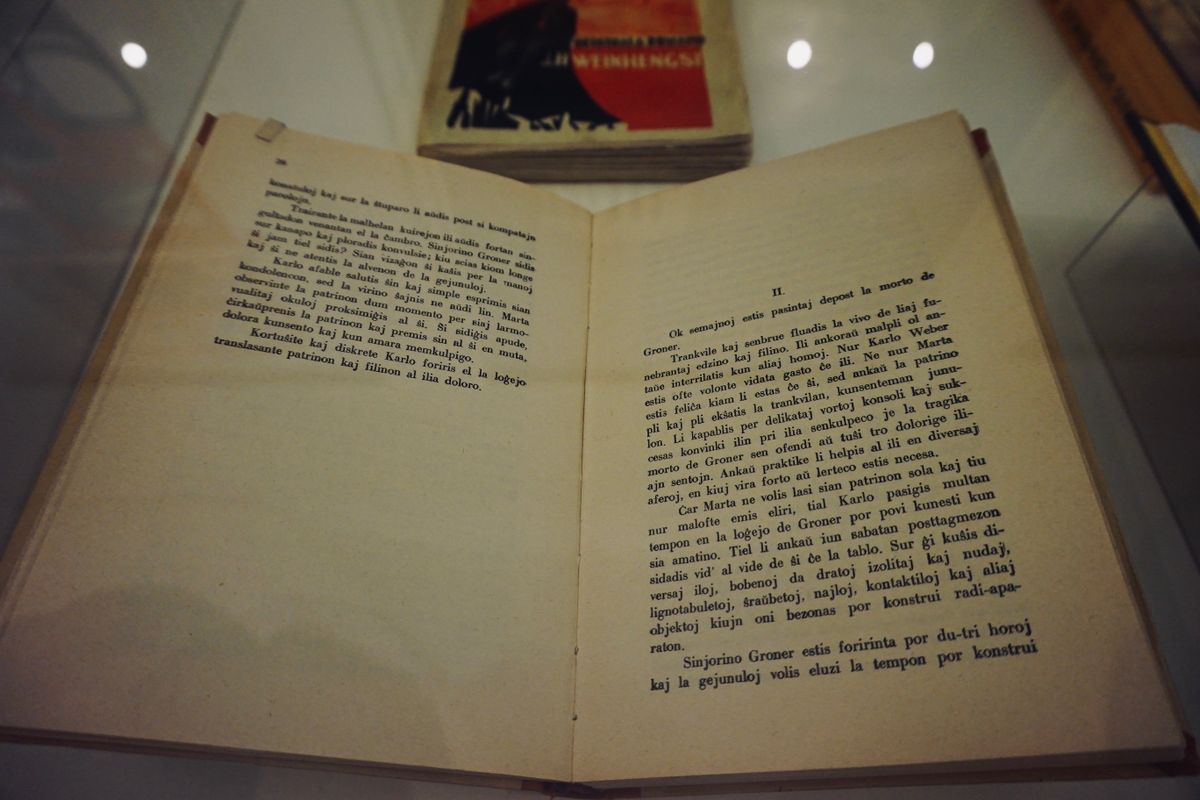 ORIGINALA ROMANO
WEINHENGST
28
konatuloj kaj sur la ŝtuparo li aŭdis post si kompatajn
parolojn.
Trairante la malhelan kuirejon ili aŭdis fortan sin-
gultadon venantan el la ĉambro. Sinjorino Groner sidis
sur kanapo kaj ploradis konvulsie; kiu scias kiom longe
ŝi jam tiel sidis? Sian vizaĝon ŝi kaŝis per la manoj
kaj ŝi ne atentis la alvenon de la gejunuloj.
Karlo afable salutis ŝin kaj simple esprimis sian
kondolencon, sed la virino ŝajnis ne aŭdi lin. Marta
observinte la patrinon dum momento per siaj larmo-
vualitaj okuloj proksimiĝis al ŝi. Ŝi sidiĝis apude,
ĉirkaŭprenis la patrinon kaj premis sin al ŝi en muta,
dolora kunsento kaj kun amara memkulpigo.
Kortuŝite kaj diskrete Karlo foriris el la loĝejo
translasante patrinon kaj filinon al ilia doloro.
II.
Ok semajnoj estis pasintaj depost la morto de
Groner.
Trankvile kaj senbrue fluadis la vivo de liaj fu-
nebrantaj edzino kaj filino. Ili ankoraŭ malpli ol an-
taŭe interrilatis kun aliaj homoj. Nur Karlo Weber
estis ofte volonte vidata gasto ĉe ili. Ne nur Marta
estis feliĉa kiam li estas ĉe ŝi, sed ankaŭ la patrino
pli kaj pli ekŝatis la trankvilan, kunsenteman junu-
lon. Li kapablis per delikataj vortoj konsoli kaj suk-
cesas konvinki ilin pri ilia senkulpeco je la tragika
morto de Groner sen ofendi aŭ tuŝi tro dolorige ili-
ajn sentojn. Ankaŭ praktike li helpis al ili en diversaj
aferoj, en kiuj vira forto aŭ lerteco estis necesa.
Ĉar Marta ne volis lasi sian patrinon sola kaj tiu
nur malofte emis eliri, tial Karlo pasigis multan
tempon en la loĝejo de Groner por povi kunesti kun
sia amatino. Tiel li ankaŭ iun sabatan posttagmezon
sidadis vid' al vide de ŝi ĉe la tablo. Sur ĝi kuŝis di-
versaj iloj, bobenoj da dratoj izolitaj kaj nudaj,
lignotabuletoj, ŝraŭbetoj, najloj, kontaktiloj kaj aliaj
objektoj kiujn oni bezonas por konstrui radi-apa-
raton.
Sinjorino Groner estis foririnta por du-tri horoj
kaj la gejunuloj volis eluzi la tempon por konstrui